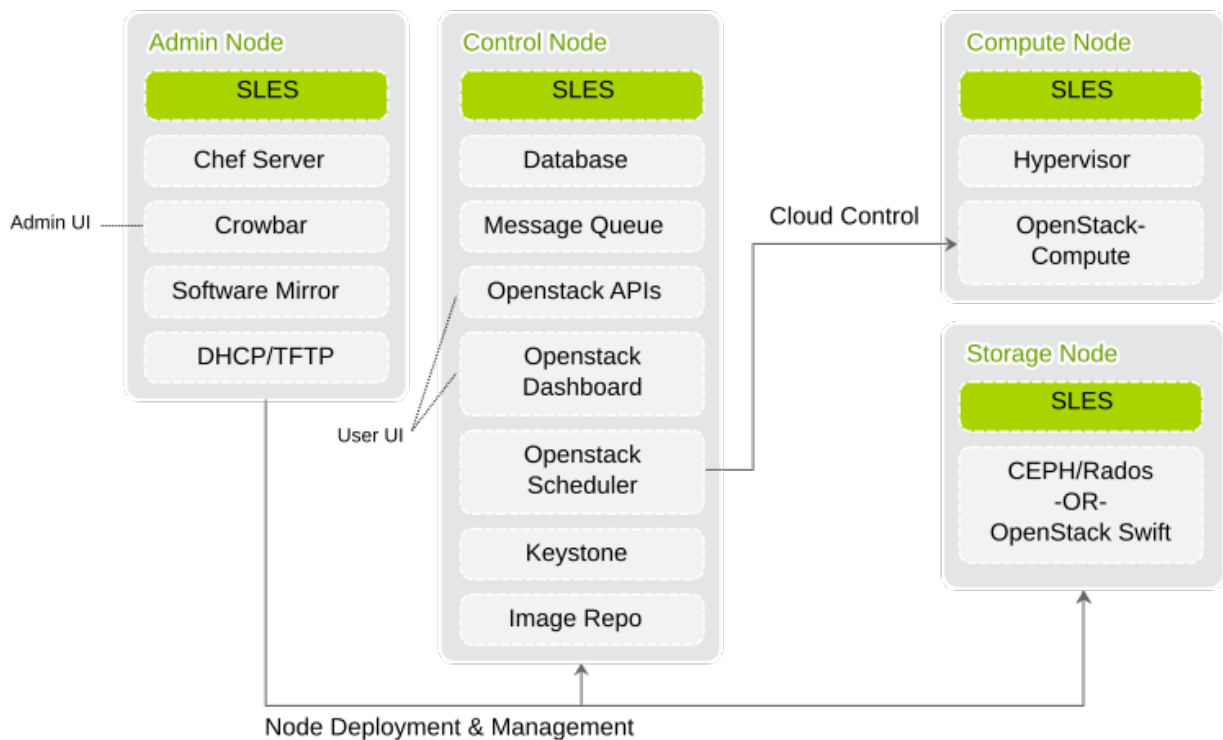 Admin Node
SLES
Chef Server
Crowbar
Software Mirror
DHCP/TFTP
Admin UI
Control Node
SLES
Database
Message Queue
Openstack APIs
Openstack
Dashboard
Openstack
Scheduler
Keystone
Image Repo
User UI
Cloud Control
Compute Node
SLES
Hypervisor
OpenStack-
Compute
Storage Node
SLES
CEPH/Rados
-OR-
OpenStack Swift
Node Deployment & Management